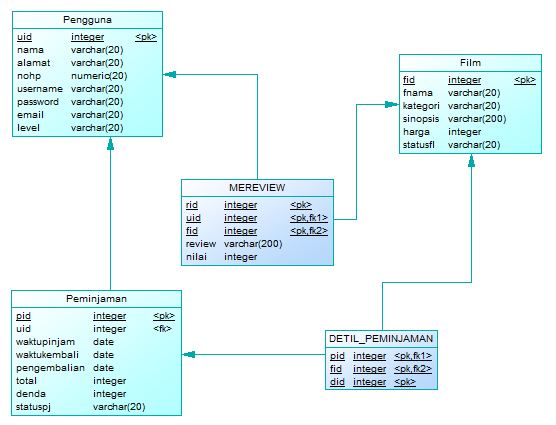 Pengguna
uid integer <pk>
nama varchar(20)
alamat varchar(20)
nohp numeric(20)
username varchar(20)
password varchar(20)
email varchar(20)
level varchar(20)
Film
fid integer <pk>
fnama varchar(20)
kategori varchar(20)
sinopsis varchar(200)
harga integer
statusfl varchar(20)
MEREVIEW
rid integer <pk>
uid integer <pk,fk1>
fid integer <pk,fk2>
review varchar(200)
nilai integer
Peminjaman
pid integer <pk>
uid integer <fk>
waktupinjam date
waktukembali date
pengembalian date
total integer
denda integer
statuspj varchar(20)
DETIL_PEMINJAMAN
pid integer <pk,fk1>
fid integer <pk,fk2>
did integer <pk>